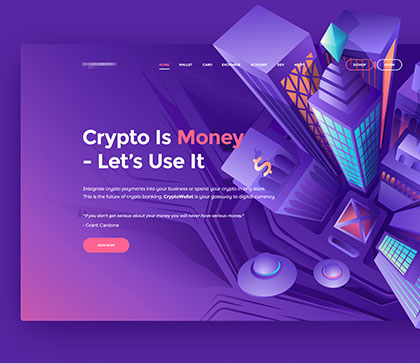 HOME WALLET CARD EXCHANGE ACADEMY DEV SIGNUP LOGIN
Crypto Is Money
- Let's Use It
Integrate crypto payments into your business or spend your crypto in any store.
This is the future of crypto banking. CryptoWallet is your gateway to digital currency
"If you don't get serious about your money you will never have serious money."
- Grant Cardone
JOIN NOW
$